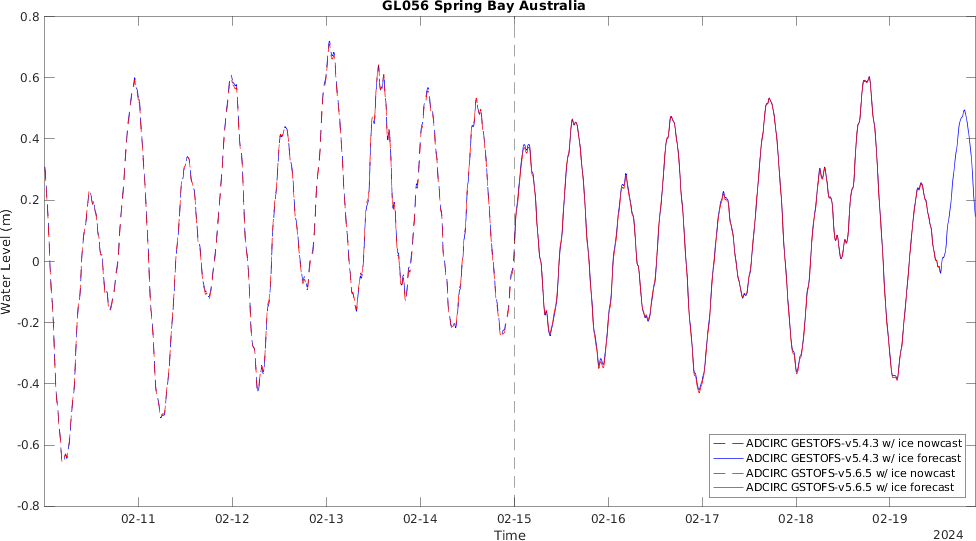 GL056 Spring Bay Australia
0.8
0.6
0.4
0.2
0
-0.2
-0.4
-0.6
-0.8
Water Level (m)
02-11 02-12 02-13 02-14 02-15 02-16 02-17 02-18 02-19
Time
2024
ADCIRC GESTOFS-v5.4.3 w/ ice nowcast
ADCIRC GESTOFS-v5.4.3 w/ ice forecast
ADCIRC GSTOFS-v5.6.5 w/ ice nowcast
ADCIRC GSTOFS-v5.6.5 w/ ice forecast